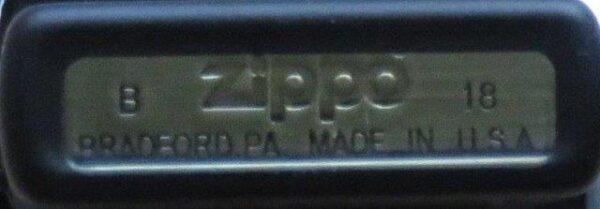 B Zippo 18
BRADFORD, PA. MADE IN U.S.A.